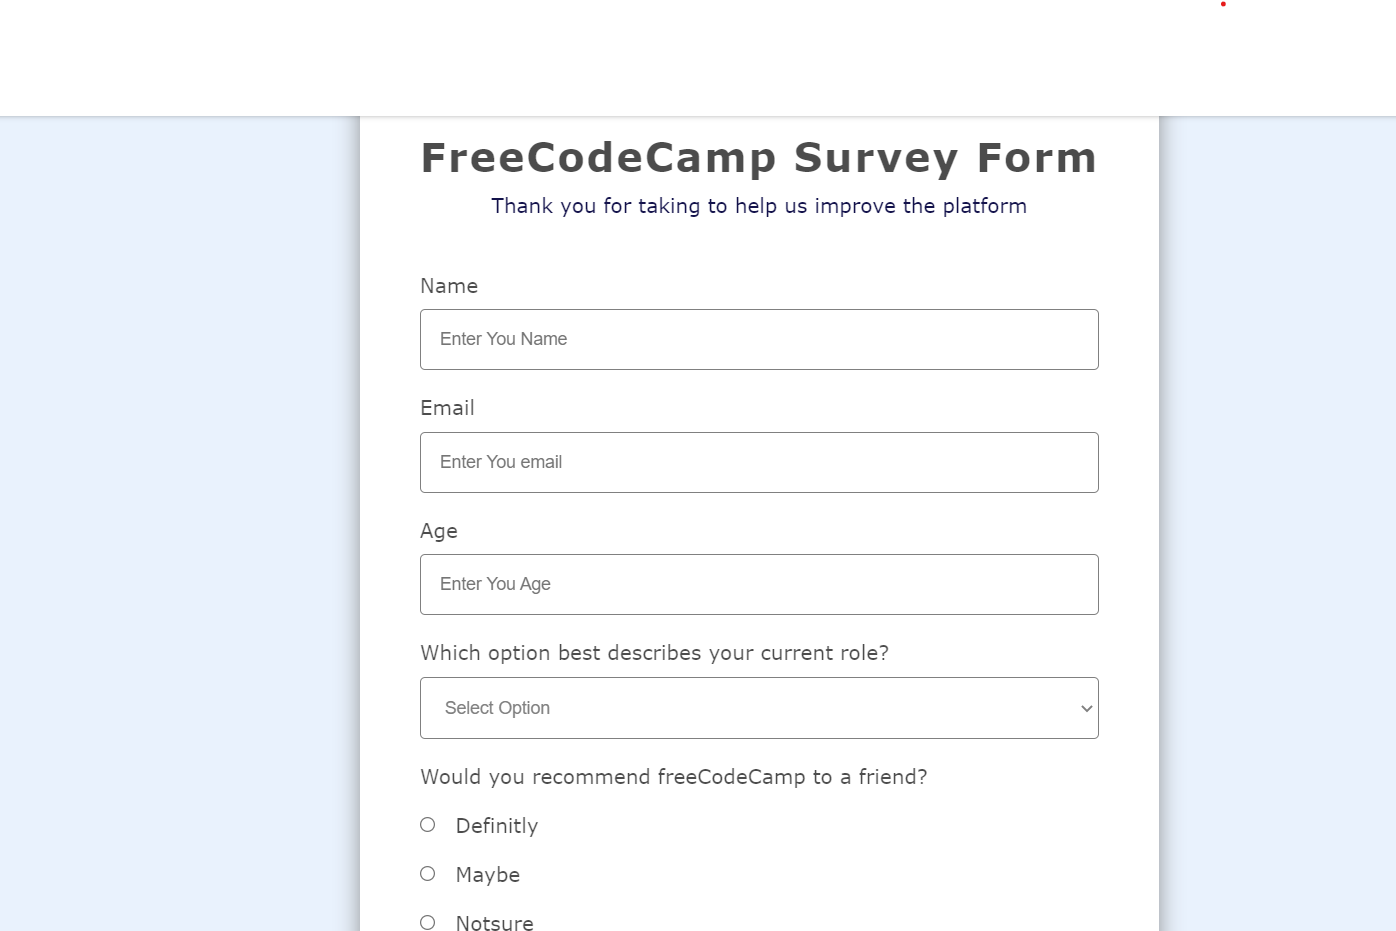 FreeCodeCamp Survey Form
Thank you for taking to help us improve the platform
Name
Enter You Name
Email
Enter You email
Age
Enter You Age
Which option best describes your current role?
Select Option
Would you recommend freeCodeCamp to a friend?
Definitly
Maybe
Notsure